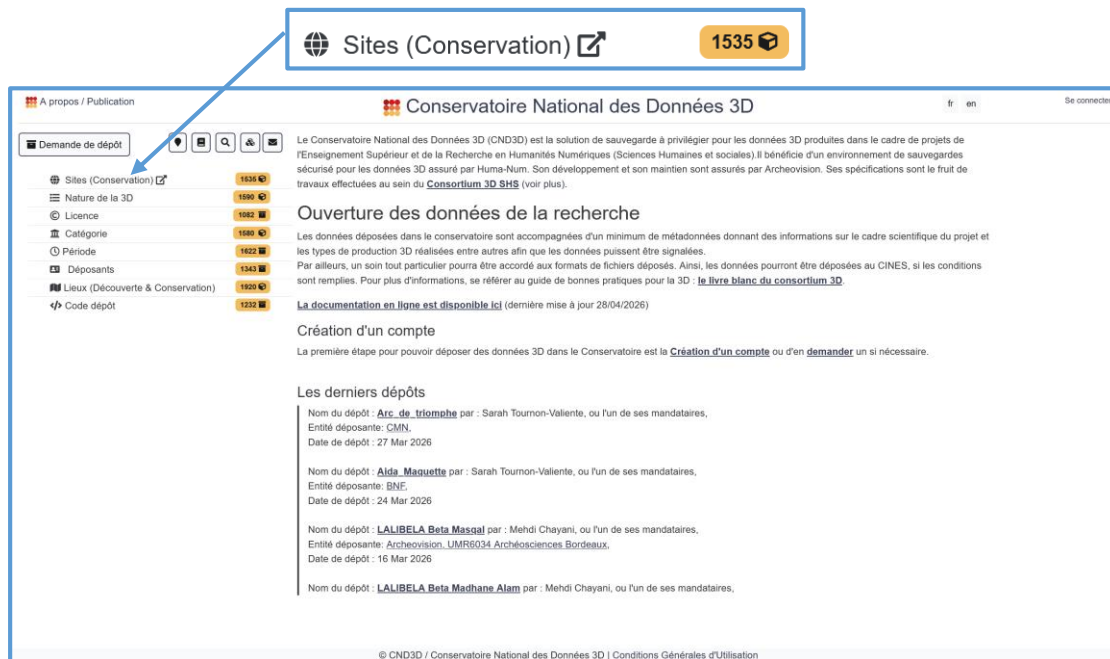 Sites (Conservation) 1535
A propos / Publication
Conservatoire National des Données 3D
fr en
Se connecter
Demande de dépôt
Sites (Conservation) 1535
Nature de la 3D 1590
Licence 1082
Catégorie 1580
Période 1622
Déposants 1343
Lieux (Découverte & Conservation) 1920
</> Code dépôt 1232
Le Conservatoire National des Données 3D (CND3D) est la solution de sauvegarde à privilégier pour les données 3D produites dans le cadre de projets de
l'Enseignement Supérieur et de la Recherche en Humanités Numériques (Sciences Humaines et sociales).Il bénéficie d'un environnement de sauvegardes
sécurisé pour les données 3D assuré par Huma-Num. Son développement et son maintien sont assurés par Archeovision. Ses spécifications sont le fruit de
travaux effectuées au sein du Consortium 3D SHS (voir plus).
Ouverture des données de la recherche
Les données déposées dans le conservatoire sont accompagnées d'un minimum de métadonnées donnant des informations sur le cadre scientifique du projet et
les types de production 3D réalisées entre autres afin que les données puissent être signalées.
Par ailleurs, un soin tout particulier pourra être accordé aux formats de fichiers déposés. Ainsi, les données pourront être déposées au CINES, si les conditions
sont remplies. Pour plus d'informations, se référer au guide de bonnes pratiques pour la 3D : le livre blanc du consortium 3D.
La documentation en ligne est disponible ici (dernière mise à jour 28/04/2026)
Création d'un compte
La première étape pour pouvoir déposer des données 3D dans le Conservatoire est la Création d'un compte ou d'en demander un si nécessaire.
Les derniers dépôts
Nom du dépôt : Arc_de_triomphe par : Sarah Tournon-Valiente, ou l'un de ses mandataires,
Entité déposante: CMN,
Date de dépôt : 27 Mar 2026
Nom du dépôt : Aida_Maquette par : Sarah Tournon-Valiente, ou l'un de ses mandataires,
Entité déposante: BNF,
Date de dépôt : 24 Mar 2026
Nom du dépôt : LALIBELA Beta Masqal par : Mehdi Chayani, ou l'un de ses mandataires,
Entité déposante: Archeovision, UMR6034 Archéosciences Bordeaux,
Date de dépôt : 16 Mar 2026
Nom du dépôt : LALIBELA Beta Madhane Alam par : Mehdi Chayani, ou l'un de ses mandataires,
© CND3D / Conservatoire National des Données 3D | Conditions Générales d'Utilisation